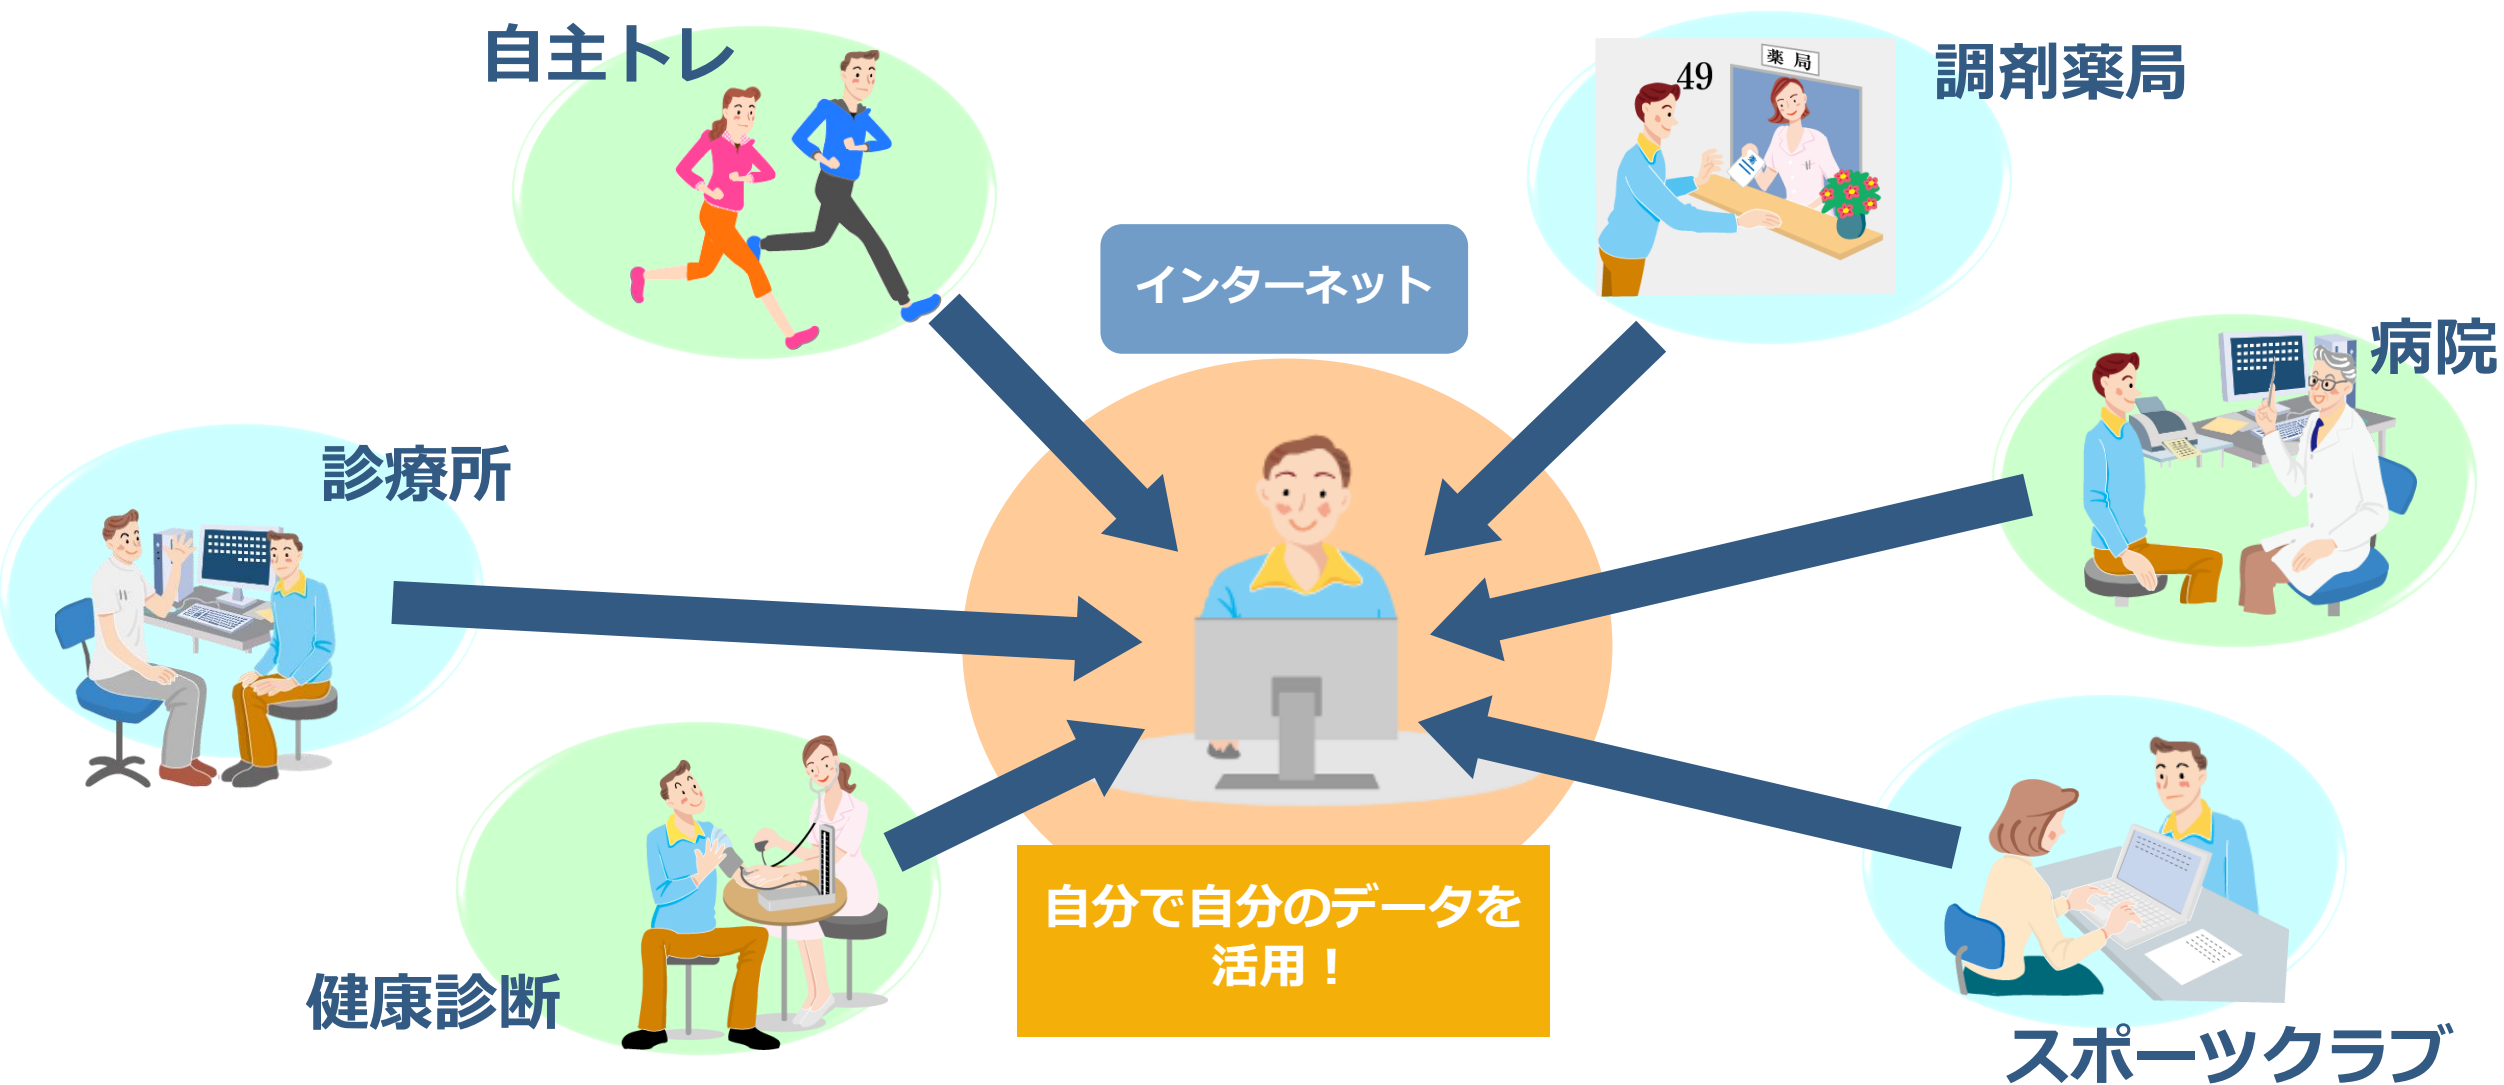 自主トレ
調剤薬局
薬局
49
薬
インターネット
病院
診療所
自分で自分のデータを
活用！
健康診断
スポーツクラブ